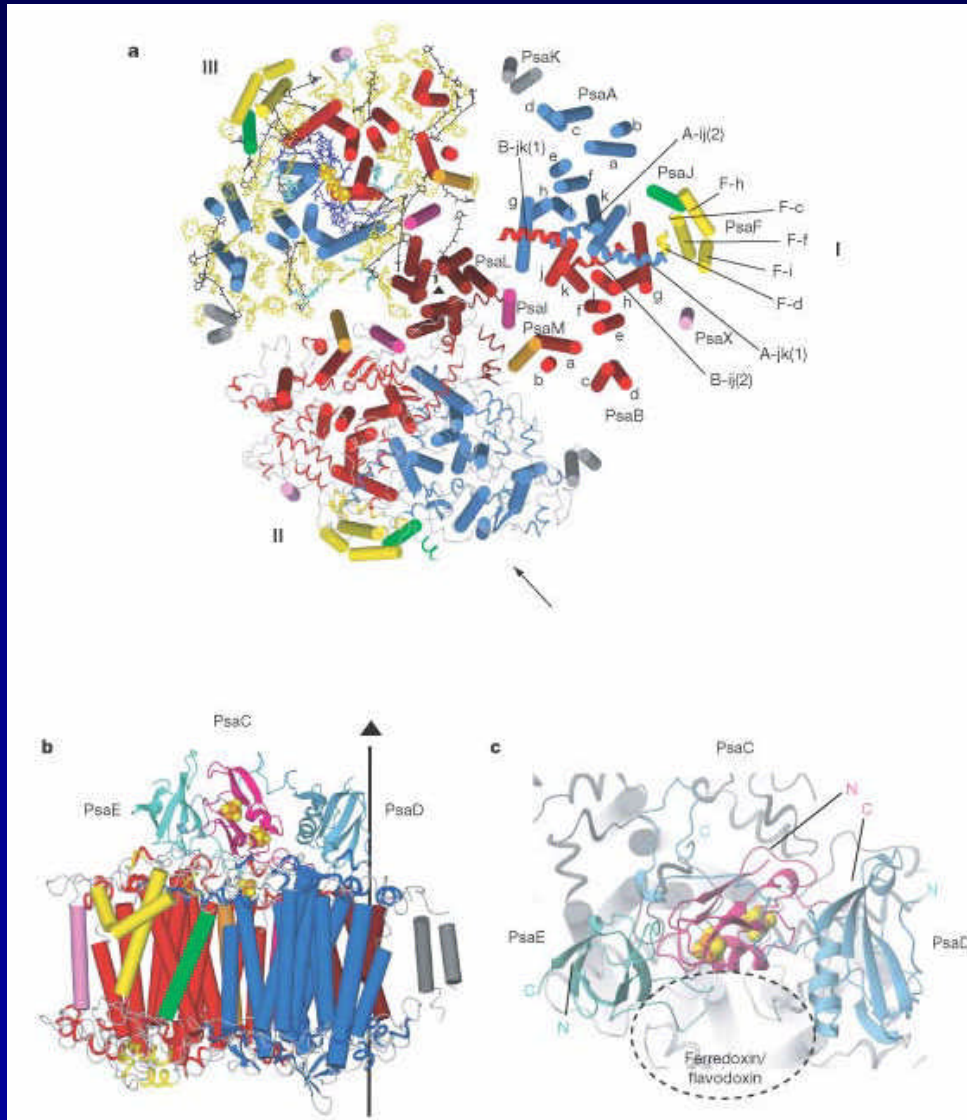 a
III
PsaK
PsaA
d
c
b
a
A-ij(2)
B-jk(1)
e
f
PsaJ
F-h
g
h
k
F-c
PsaF
F-f
I
F-i
PsaL
k
h
g
F-d
PsaI
f
PsaM
e
PsaX
a
A-jk(1)
b
c
d
B-ij(2)
PsaB
II
b
PsaC
PsaE
PsaD
c
PsaC
N
C
C
N
PsaE
PsaD
C
N
Ferredoxin/
flavodoxin